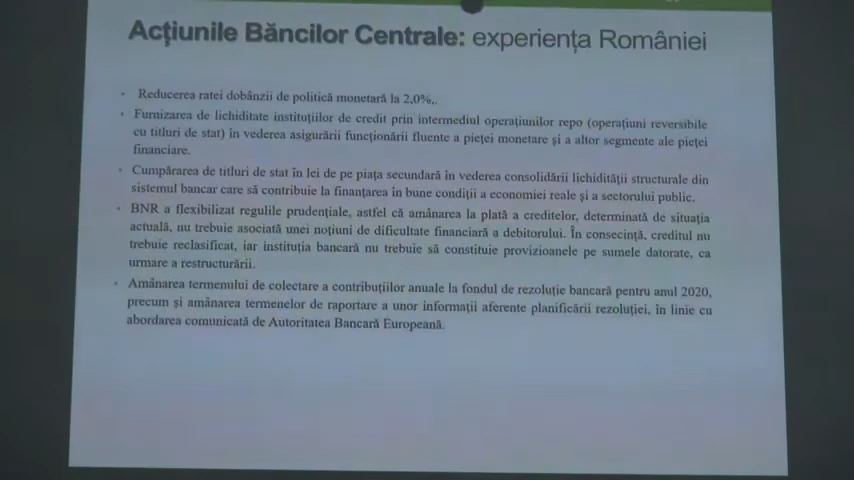 Acțiunile Băncilor Centrale: experiența României
• Reducerea ratei dobânzii de politică monetară la 2,0%,.
• Furnizarea de lichiditate instituțiilor de credit prin intermediul operațiunilor repo (operațiuni reversibile
cu titluri de stat) în vederea asigurării funcționării fluente a pieței monetare și a altor segmente ale pieței
financiare.
• Cumpărarea de titluri de stat în lei de pe piața secundară în vederea consolidării lichidității structurale din
sistemul bancar care să contribuie la finanțarea în bune condiții a economiei reale și a sectorului public.
• BNR a flexibilizat regulile prudențiale, astfel că amânarea la plată a creditelor, determinată de situația
actuală, nu trebuie asociată unei noțiuni de dificultate financiară a debitorului. În consecință, creditul nu
trebuie reclasificat, iar instituția bancară nu trebuie să constituie provizioanele pe sumele datorate, ca
urmare a restructurării.
• Amânarea termenului de colectare a contribuțiilor anuale la fondul de rezoluție bancară pentru anul 2020,
precum și amânarea termenelor de raportare a unor informații aferente planificării rezoluției, în linie cu
abordarea comunicată de Autoritatea Bancară Europeană.